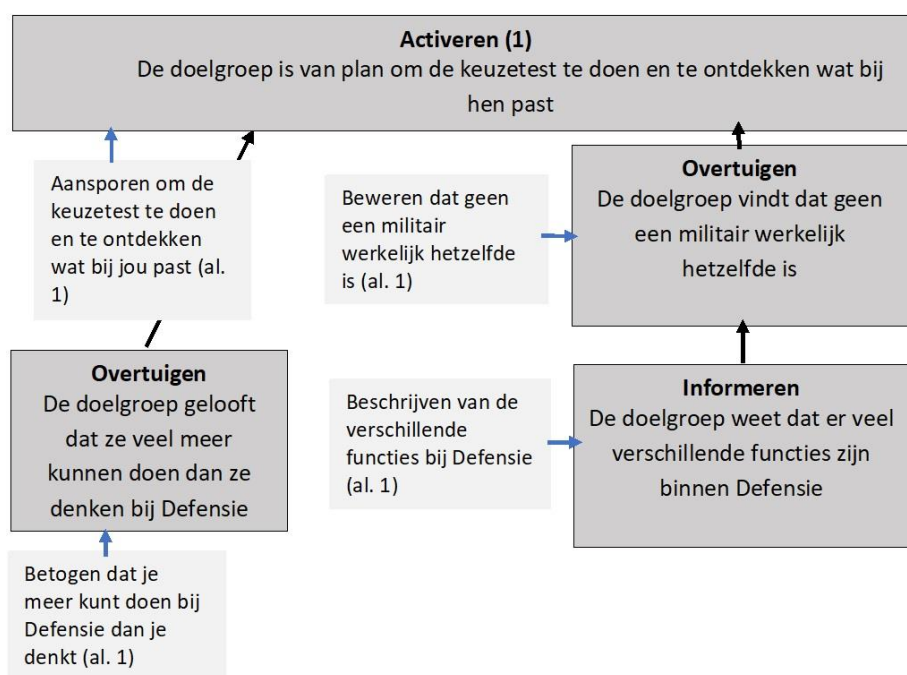 Activeren (1)
De doelgroep is van plan om de keuzetest te doen en te ontdekken wat bij
hen past
Aansporen om de
keuzetest te doen
en te ontdekken
wat bij jou past (al.
1)
Beweren dat geen
een militair
werkelijk hetzelfde
is (al. 1)
Overtuigen
De doelgroep vindt dat geen
een militair werkelijk
hetzelfde is
Overtuigen
De doelgroep gelooft
dat ze veel meer
kunnen doen dan ze
denken bij Defensie
Beschrijven van de
verschillende
functies bij Defensie
(al. 1)
Informeren
De doelgroep weet dat er veel
verschillende functies zijn
binnen Defensie
Betogen dat je
meer kunt doen bij
Defensie dan je
denkt (al. 1)